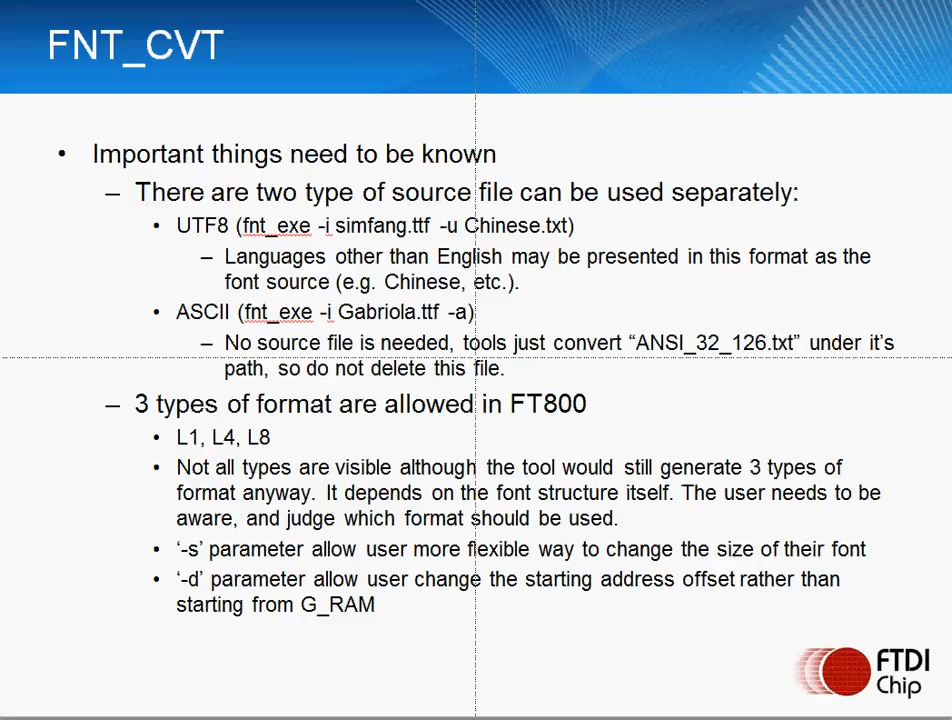 FNT_CVT
• Important things need to be known
– There are two type of source file can be used separately:
• UTF8 (fnt_exe -i simfang.ttf -u Chinese.txt)
– Languages other than English may be presented in this format as the
font source (e.g. Chinese, etc.).
• ASCII (fnt_exe -i Gabriola.ttf -a)
– No source file is needed, tools just convert “ANSI_32_126.txt” under it’s
path, so do not delete this file.
– 3 types of format are allowed in FT800
• L1, L4, L8
• Not all types are visible although the tool would still generate 3 types of
format anyway. It depends on the font structure itself. The user needs to be
aware, and judge which format should be used.
• ‘-s’ parameter allow user more flexible way to change the size of their font
• ‘-d’ parameter allow user change the starting address offset rather than
starting from G_RAM
FTDI
Chip